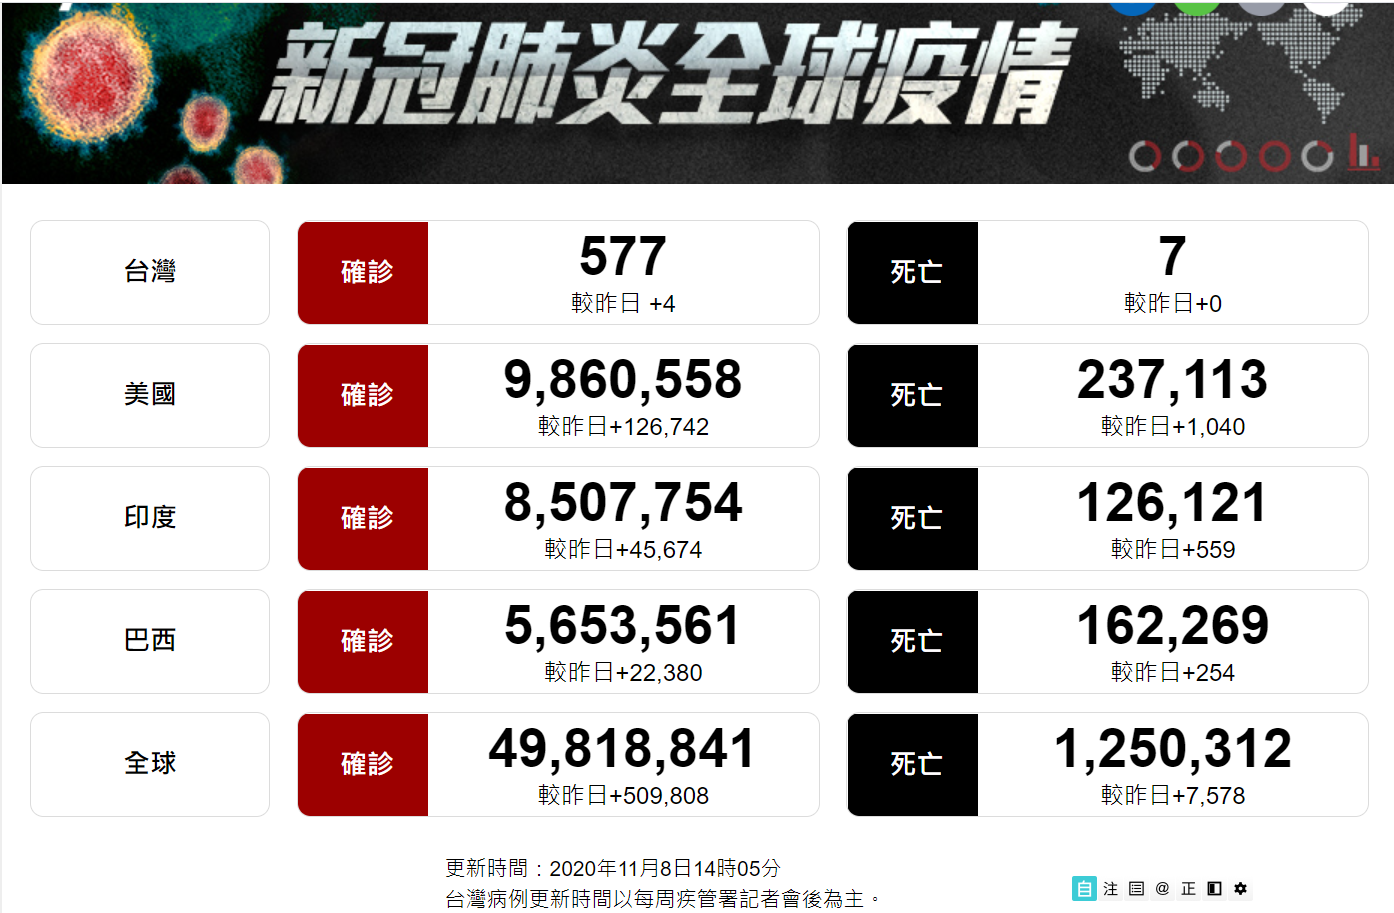 新冠肺炎全球疫情
台灣
確診
577
較昨日 +4
死亡
7
較昨日+0
美國
確診
9,860,558
較昨日+126,742
死亡
237,113
較昨日+1,040
印度
確診
8,507,754
較昨日+45,674
死亡
126,121
較昨日+559
巴西
確診
5,653,561
較昨日+22,380
死亡
162,269
較昨日+254
全球
確診
49,818,841
較昨日+509,808
死亡
1,250,312
較昨日+7,578
更新時間：2020年11月8日14時05分
台灣病例更新時間以每周疾管署記者會後為主。
自 注 @ 正